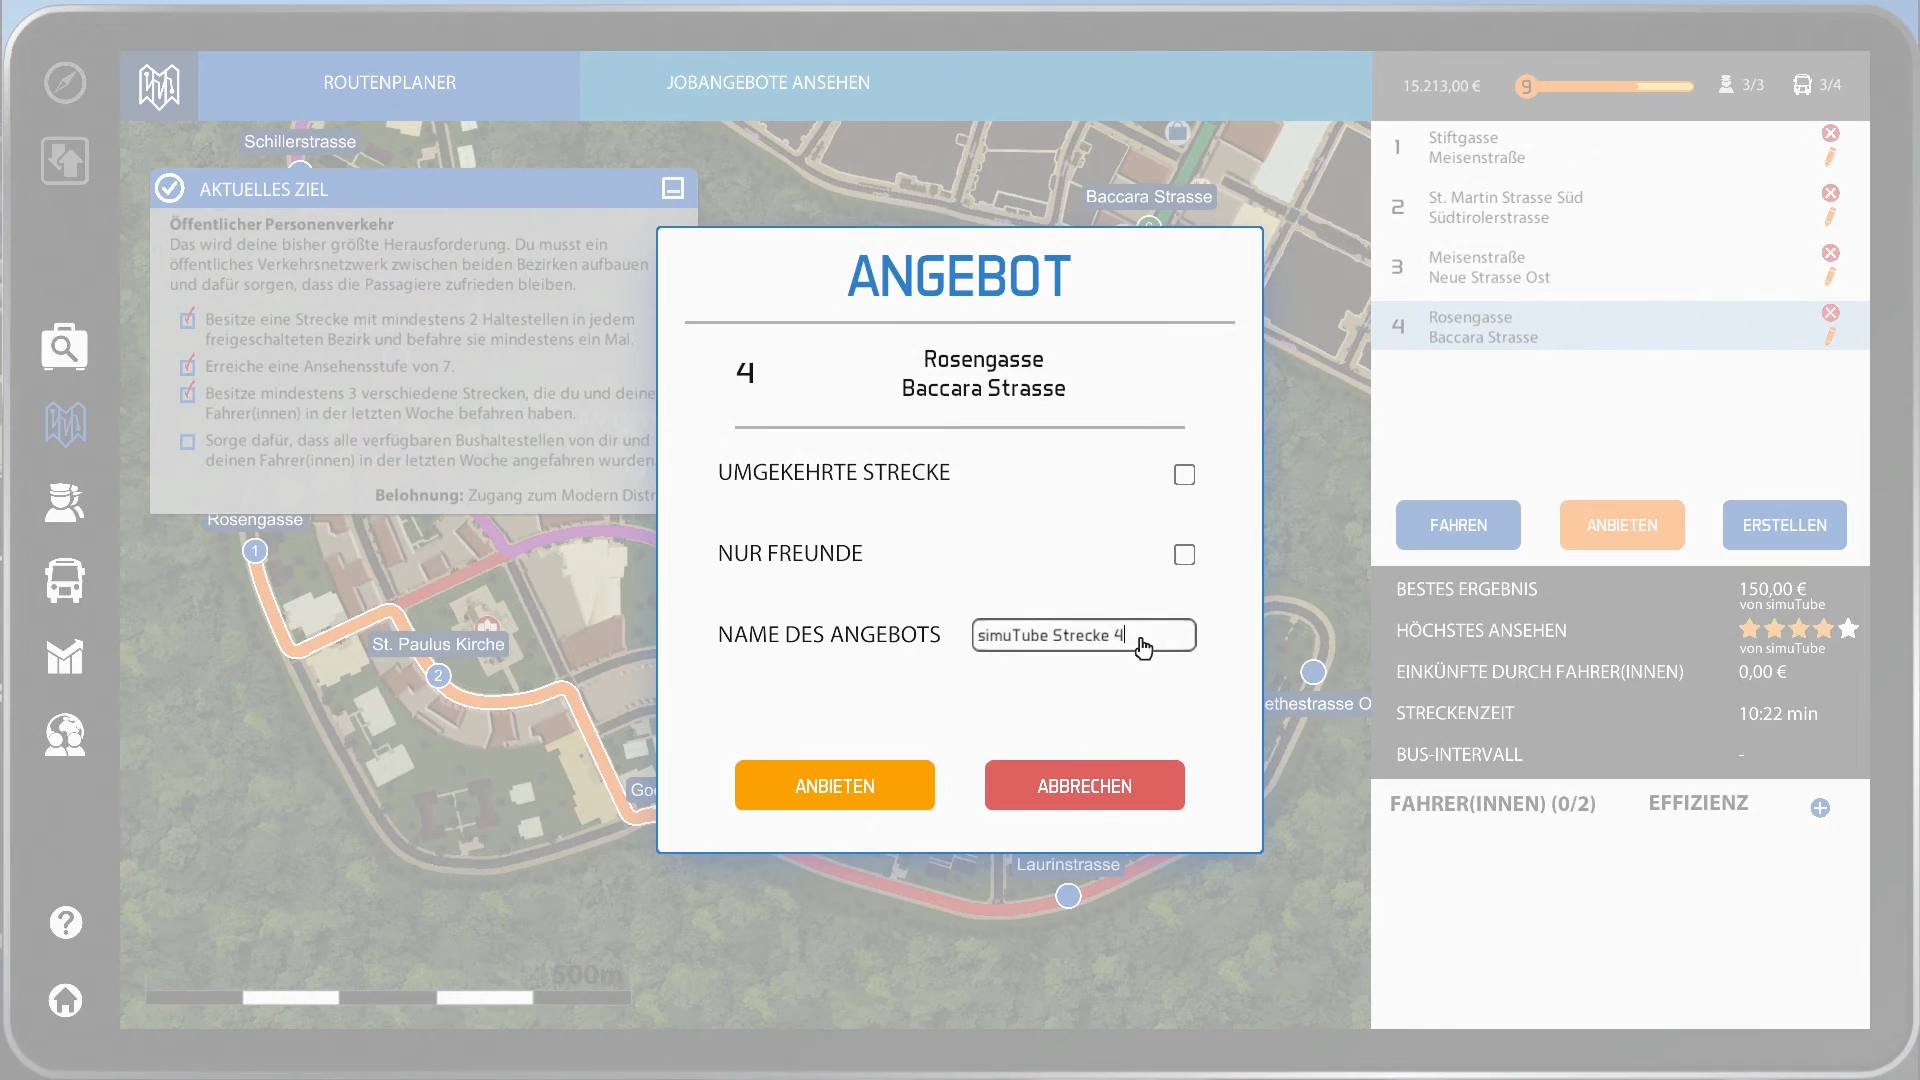 ROUTENPLANER
JOBANGEBOTE ANSEHEN
15.213,00 €
9
3/3
3/4
Schillerstrasse
Baccara Strasse
AKTUELLES ZIEL
Öffentlicher Personenverkehr
Das wird deine bisher größte Herausforderung. Du musst ein
öffentliches Verkehrsnetzwerk zwischen beiden Bezirken aufbauen
und dafür sorgen, dass die Passagiere zufrieden bleiben.
Besitze eine Strecke mit mindestens 2 Haltestellen in jedem
freigeschalteten Bezirk und befahre sie mindestens ein Mal.
Erreiche eine Ansehensstufe von 7.
Besitze mindestens 3 verschiedene Strecken, die du und deine
Fahrer(innen) in der letzten Woche befahren haben.
Sorge dafür, dass alle verfügbaren Bushaltestellen von dir und
deinen Fahrer(innen) in der letzten Woche angefahren wurden.
Belohnung: Zugang zum Modern Distr
Rosengasse
1
St. Paulus Kirche
2
Goe
ethestrasse O
Laurinstrasse
500m
ANGEBOT
4
Rosengasse
Baccara Strasse
UMGEKEHRTE STRECKE
NUR FREUNDE
NAME DES ANGEBOTS
simuTube Strecke 4
ANBIETEN
ABBRECHEN
1
Stiftgasse
Meisenstraße
2
St. Martin Strasse Süd
Südtirolerstrasse
3
Meisenstraße
Neue Strasse Ost
4
Rosengasse
Baccara Strasse
FAHREN
ANBIETEN
ERSTELLEN
BESTES ERGEBNIS
150,00 €
von simuTube
HÖCHSTES ANSEHEN
von simuTube
EINKÜNFTE DURCH FAHRER(INNEN)
0,00 €
STRECKENZEIT
10:22 min
BUS-INTERVALL
-
FAHRER(INNEN) (0/2)
EFFIZIENZ